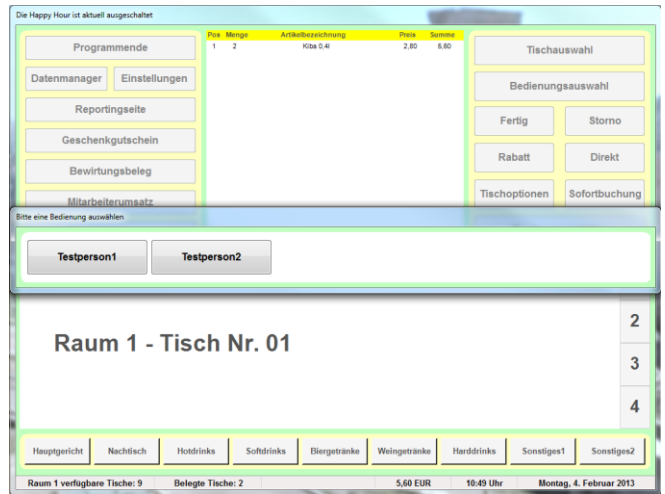 Die Happy Hour ist aktuell ausgeschaltet
Programmende
Datenmanager Einstellungen
Reportingseite
Geschenkgutschein
Bewirtungsbeleg
Mitarbeiterumsatz
Pos Menge Artikelbezeichnung Preis Summe
1 2 Kiba 0,4l 2,80 5,60
Tischauswahl
Bedienungsauswahl
Fertig Storno
Rabatt Direkt
Tischoptionen Sofortbuchung
Bitte eine Bedienung auswählen
Testperson1 Testperson2
Raum 1 - Tisch Nr. 01
2
3
4
Hauptgericht Nachtisch Hotdrinks Softdrinks Biergetränke Weingetränke Harddrinks Sonstiges1 Sonstiges2
Raum 1 verfügbare Tische: 9 Belegte Tische: 2 5,60 EUR 10:49 Uhr Montag, 4. Februar 2013